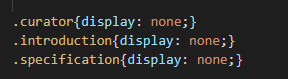 .curator{display: none;}
.introduction{display: none;}
.specification{display: none;}